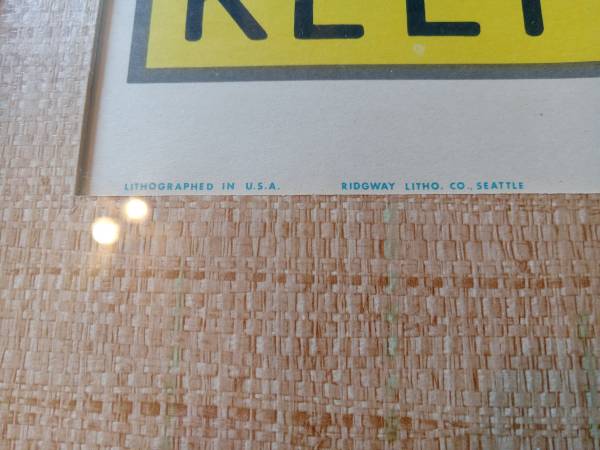 LITHOGRAPHED IN U.S.A. RIDGWAY LITHO. CO., SEATTLE